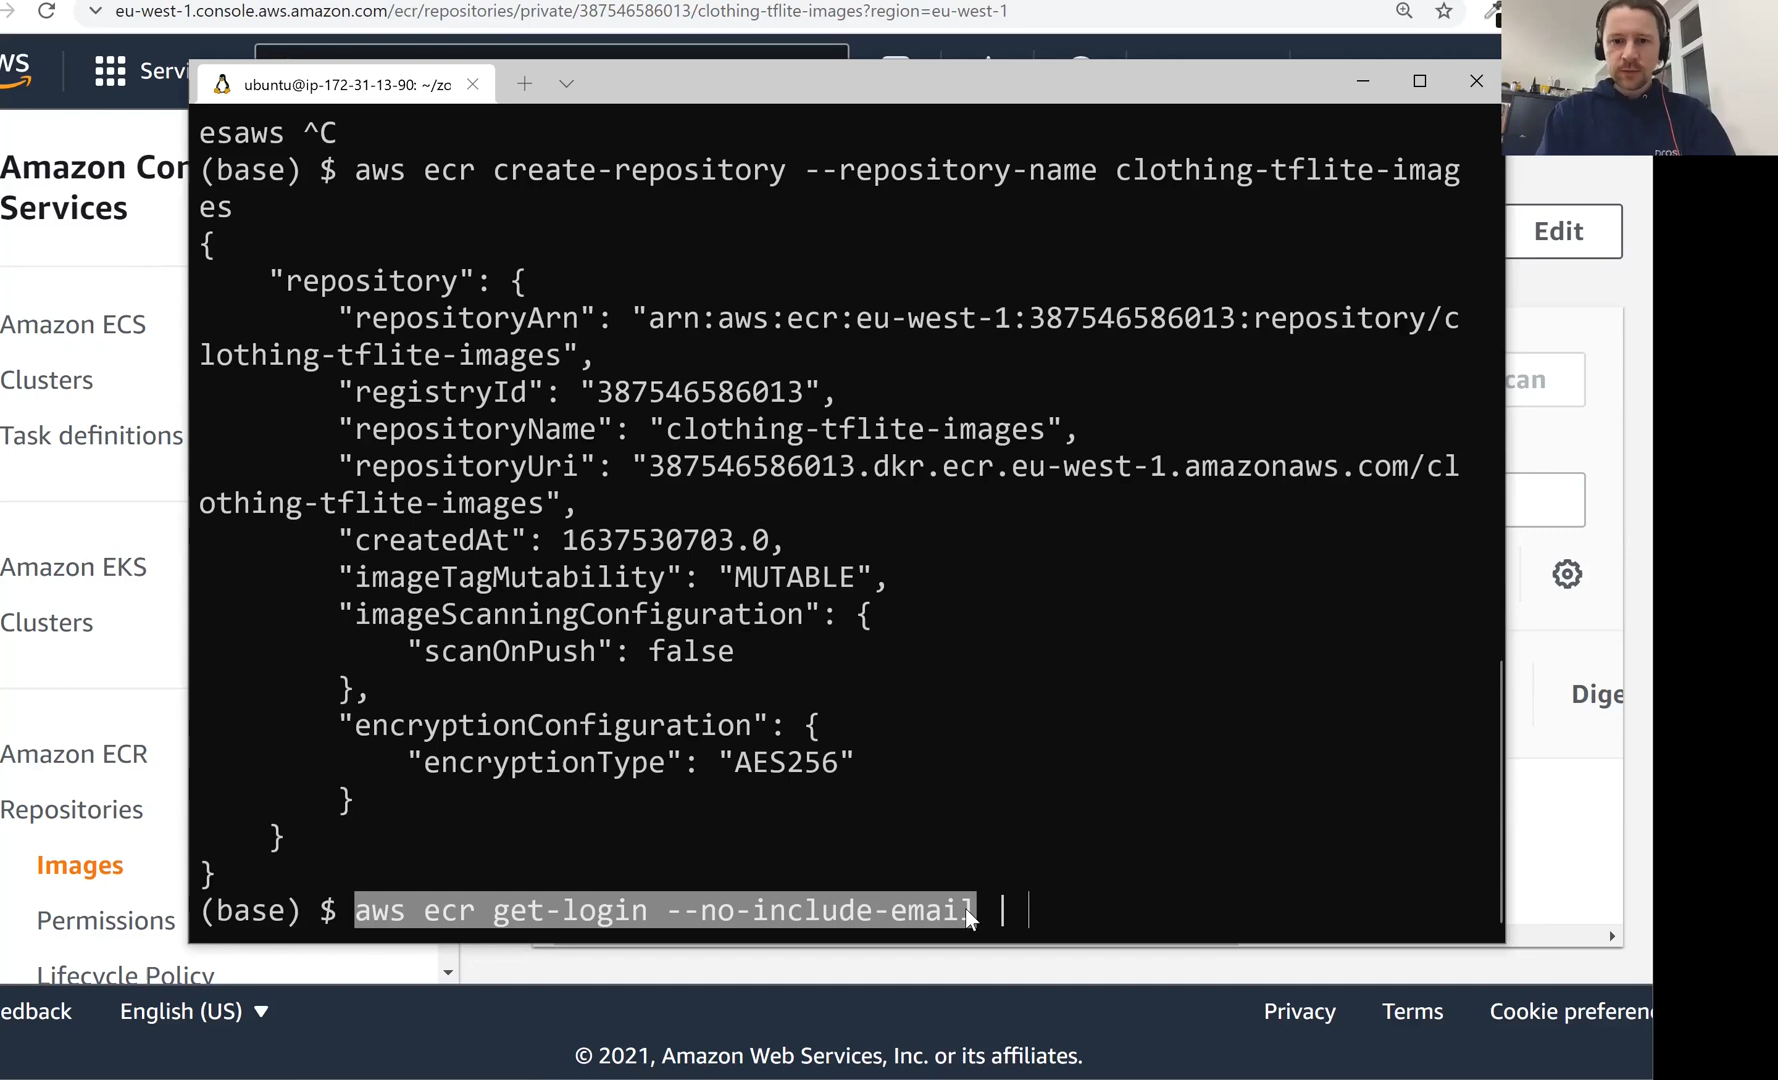 eu-west-1.console.aws.amazon.com/ecr/repositories/private/387546586013/clothing-tflite-images?region=eu-west-1
ubuntu@ip-172-31-13-90: ~/zo
esaws ^C
(base) $ aws ecr create-repository --repository-name clothing-tflite-imag
es
{
"repository": {
"repositoryArn": "arn:aws:ecr:eu-west-1:387546586013:repository/c
lothing-tflite-images",
"registryId": "387546586013",
"repositoryName": "clothing-tflite-images",
"repositoryUri": "387546586013.dkr.ecr.eu-west-1.amazonaws.com/cl
othing-tflite-images",
"createdAt": 1637530703.0,
"imageTagMutability": "MUTABLE",
"imageScanningConfiguration": {
"scanOnPush": false
},
"encryptionConfiguration": {
"encryptionType": "AES256"
}
}
}
(base) $ aws ecr get-login --no-include-email |
Servi
Amazon Con
Services
Amazon ECS
Clusters
Task definitions
Amazon EKS
Clusters
Amazon ECR
Repositories
Images
Permissions
Lifecycle Policy
Edit
can
Dige
edback
English (US)
Privacy
Terms
Cookie preferen
© 2021, Amazon Web Services, Inc. or its affiliates.